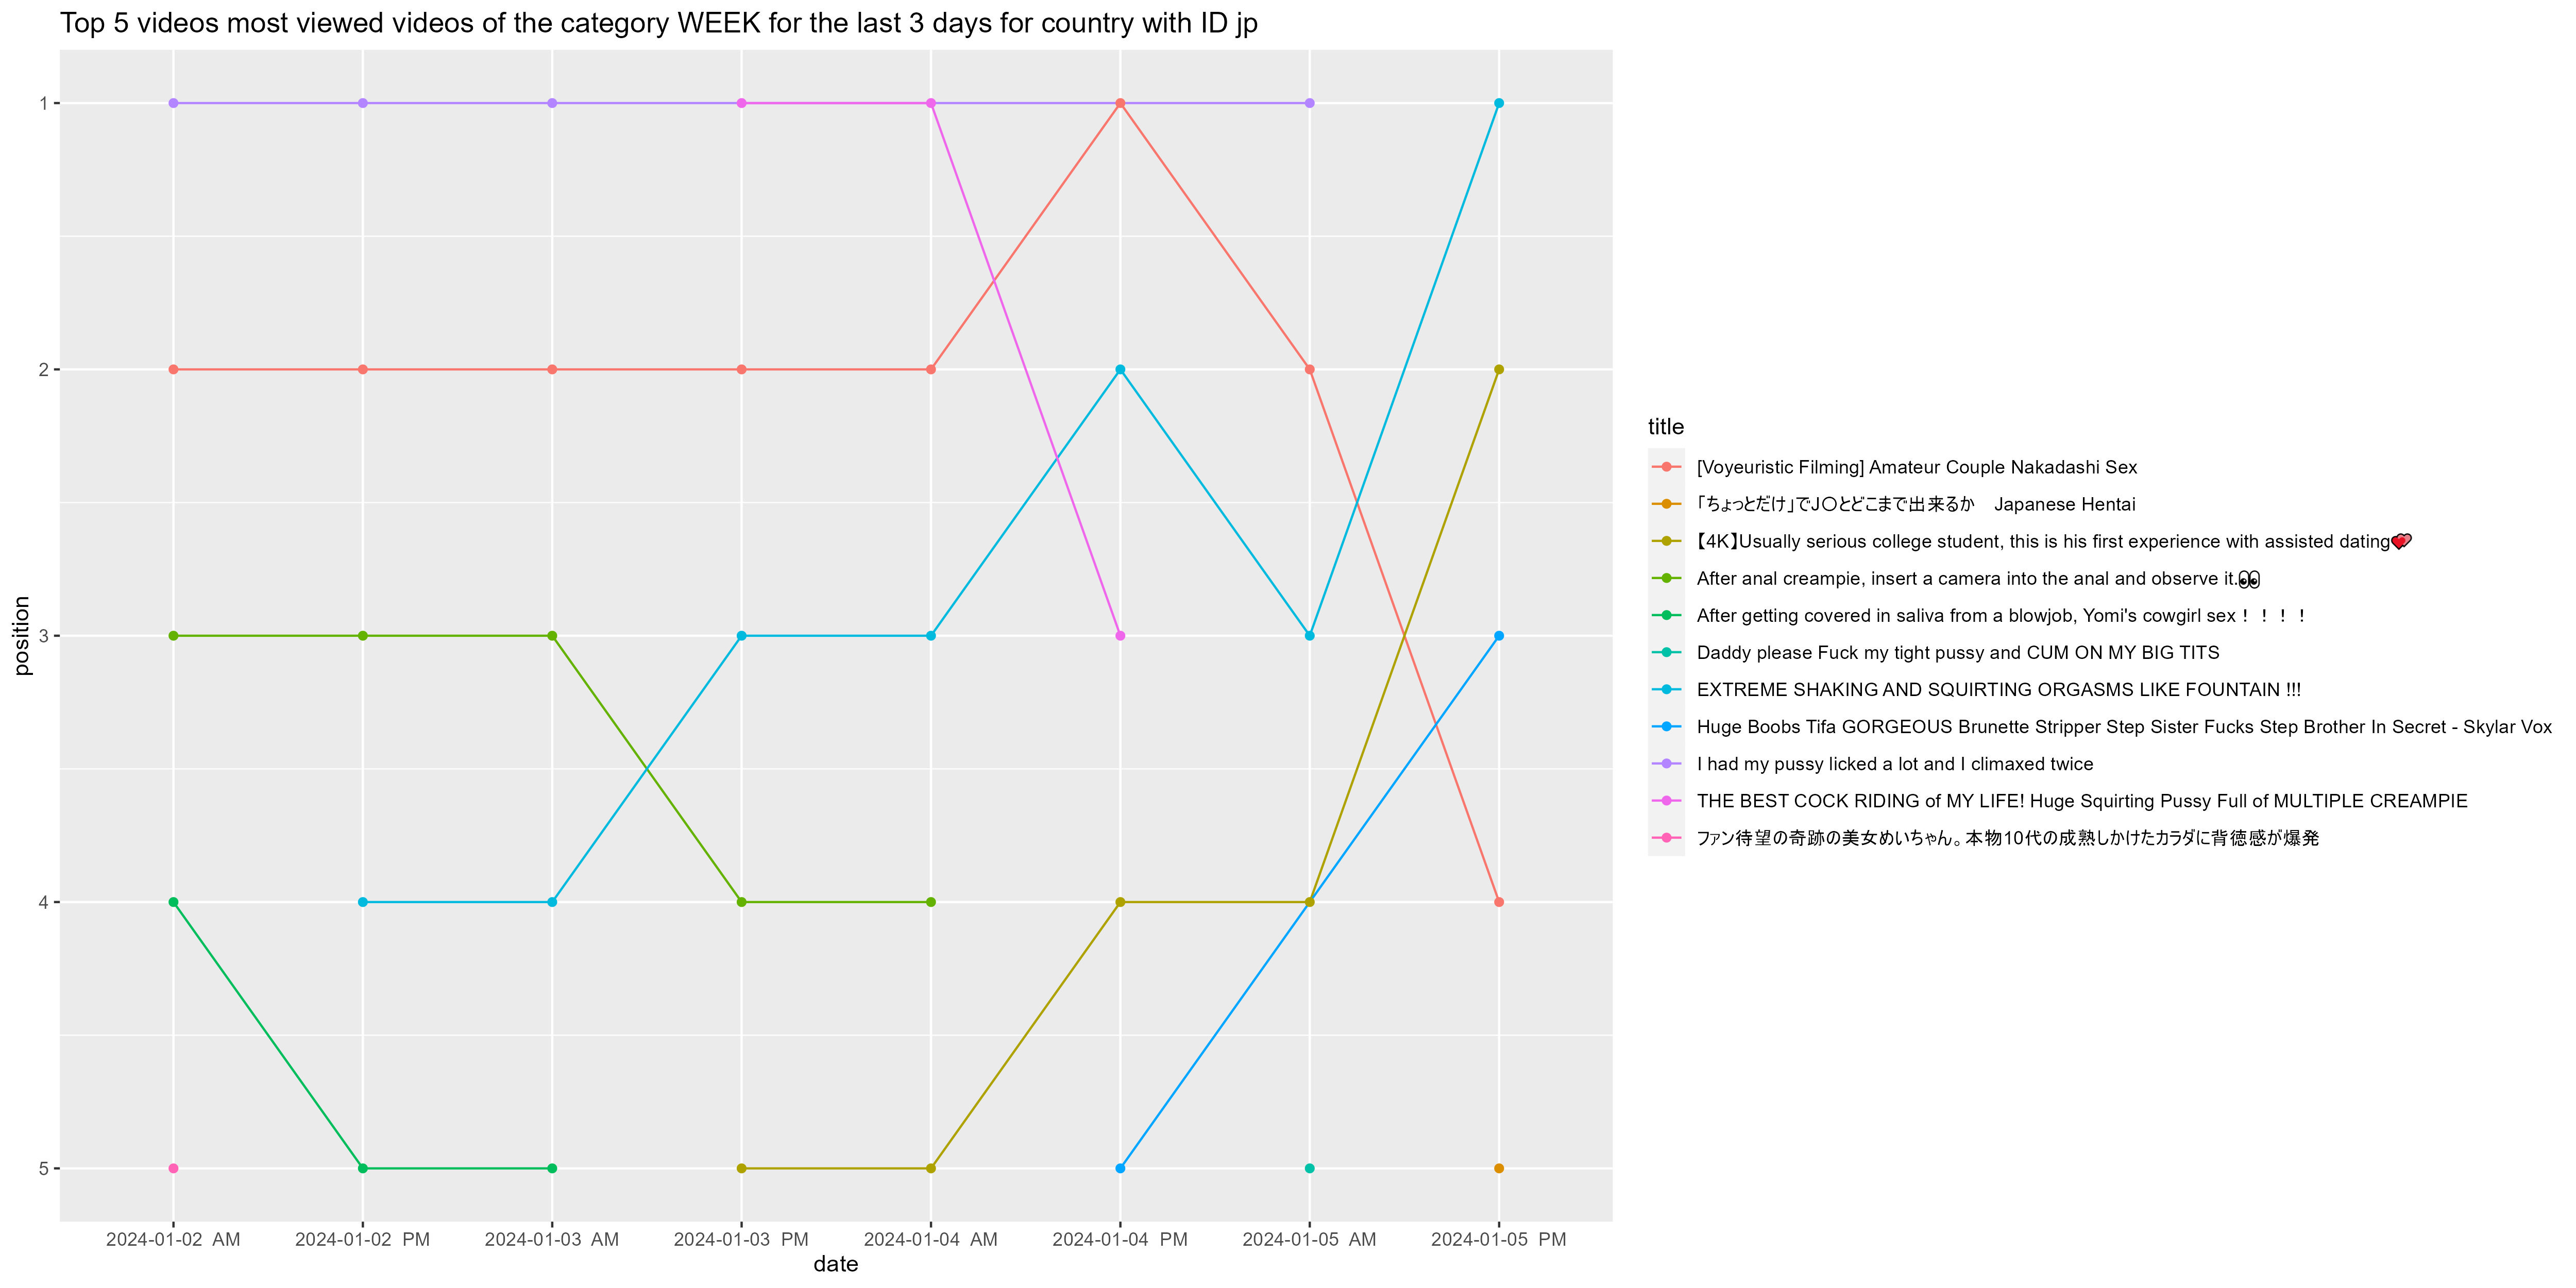 Top 5 videos most viewed videos of the category WEEK for the last 3 days for country with ID jp
position
1
2
3
4
5
2024-01-02 AM
2024-01-02 PM
2024-01-03 AM
2024-01-03 PM
2024-01-04 AM
2024-01-04 PM
2024-01-05 AM
2024-01-05 PM
date
title
[Voyeuristic Filming] Amateur Couple Nakadashi Sex
「ちょっとだけ」でJ〇とどこまで出来るか　Japanese Hentai
【4K】Usually serious college student, this is his first experience with assisted dating💕
After anal creampie, insert a camera into the anal and observe it.👀
After getting covered in saliva from a blowjob, Yomi's cowgirl sex！！！！
Daddy please Fuck my tight pussy and CUM ON MY BIG TITS
EXTREME SHAKING AND SQUIRTING ORGASMS LIKE FOUNTAIN !!!
Huge Boobs Tifa GORGEOUS Brunette Stripper Step Sister Fucks Step Brother In Secret - Skylar Vox
I had my pussy licked a lot and I climaxed twice
THE BEST COCK RIDING of MY LIFE! Huge Squirting Pussy Full of MULTIPLE CREAMPIE
ファン待望の奇跡の美女めいちゃん。本物10代の成熟しかけたカラダに背徳感が爆発